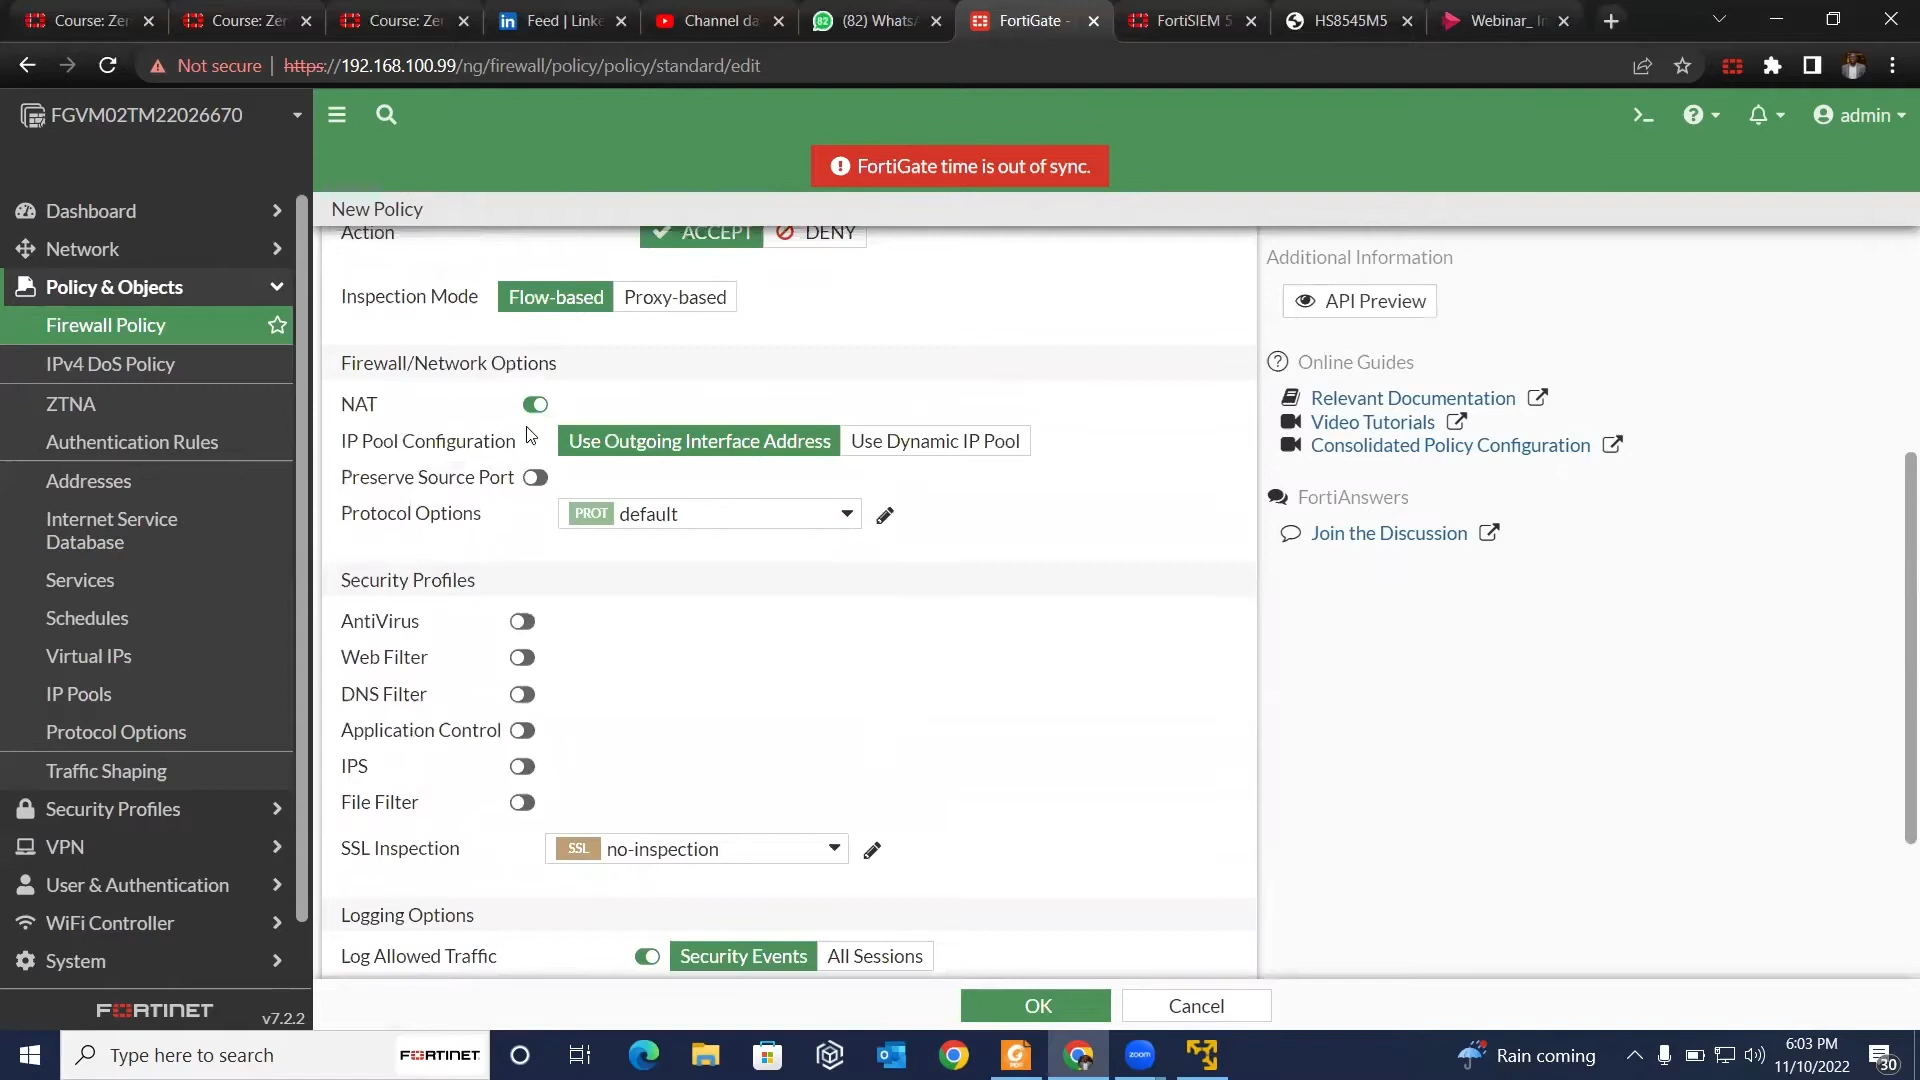 Course: Zer
Course: Zer
Course: Zer
Feed | Linke
Channel da
(82) Whats
FortiGate -
FortiSIEM 5
HS8545M5
Webinar_ In
Not secure | https://192.168.100.99/ng/firewall/policy/policy/standard/edit
FGVM02TM22026670
admin
FortiGate time is out of sync.
Dashboard
Network
Policy & Objects
Firewall Policy
IPv4 DoS Policy
ZTNA
Authentication Rules
Addresses
Internet Service
Database
Services
Schedules
Virtual IPs
IP Pools
Protocol Options
Traffic Shaping
Security Profiles
VPN
User & Authentication
WiFi Controller
System
FORTINET
v7.2.2
New Policy
Action ACCEPT DENY
Inspection Mode Flow-based Proxy-based
Firewall/Network Options
NAT
IP Pool Configuration Use Outgoing Interface Address Use Dynamic IP Pool
Preserve Source Port
Protocol Options PROT default
Security Profiles
AntiVirus
Web Filter
DNS Filter
Application Control
IPS
File Filter
SSL Inspection SSL no-inspection
Logging Options
Log Allowed Traffic Security Events All Sessions
OK Cancel
Additional Information
API Preview
Online Guides
Relevant Documentation
Video Tutorials
Consolidated Policy Configuration
FortiAnswers
Join the Discussion
Type here to search
FORTINET
zoom
Rain coming
6:03 PM
11/10/2022
30